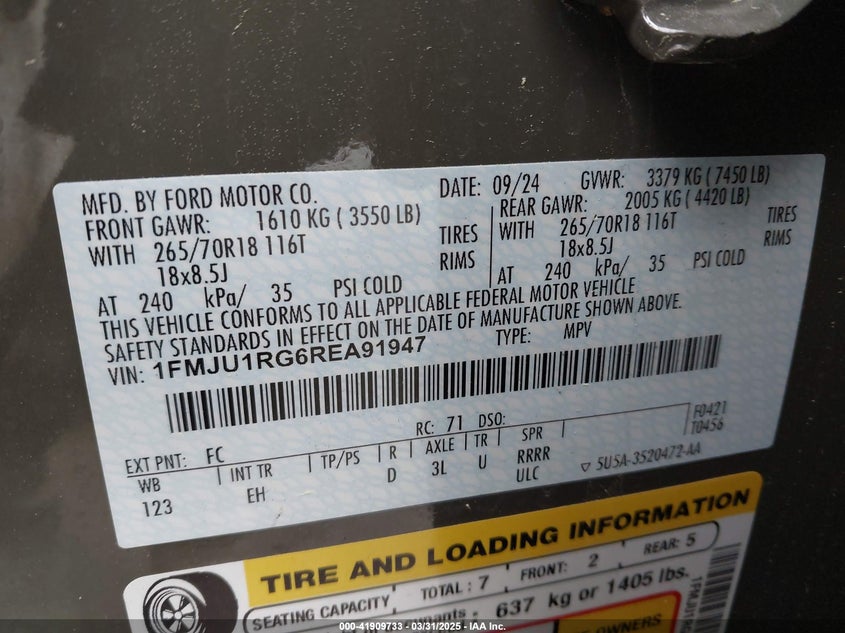 MFD. BY FORD MOTOR CO. DATE: 09/24 GVWR: 3379 KG ( 7450 LB)
FRONT GAWR: 1610 KG ( 3550 LB) REAR GAWR: 2005 KG ( 4420 LB)
WITH 265/70R18 116T TIRES WITH 265/70R18 116T TIRES
18x8.5J RIMS 18x8.5J RIMS
AT 240 kPa/ 35 PSI COLD AT 240 kPa/ 35 PSI COLD
THIS VEHICLE CONFORMS TO ALL APPLICABLE FEDERAL MOTOR VEHICLE
SAFETY STANDARDS IN EFFECT ON THE DATE OF MANUFACTURE SHOWN ABOVE.
VIN: 1FMJU1RG6REA91947 TYPE: MPV
EXT PNT: FC RC: 71 DSO: F0421
T0456
WB INT TR TP/PS R AXLE TR SPR
123 EH D 3L U RRRR
ULC 5U5A-3520472-AA
TIRE AND LOADING INFORMATION
SEATING CAPACITY TOTAL: 7 FRONT: 2 REAR: 5
637 kg or 1405 lbs.
OWNERS
000-41909733 - 03/31/2025 - IAA Inc.